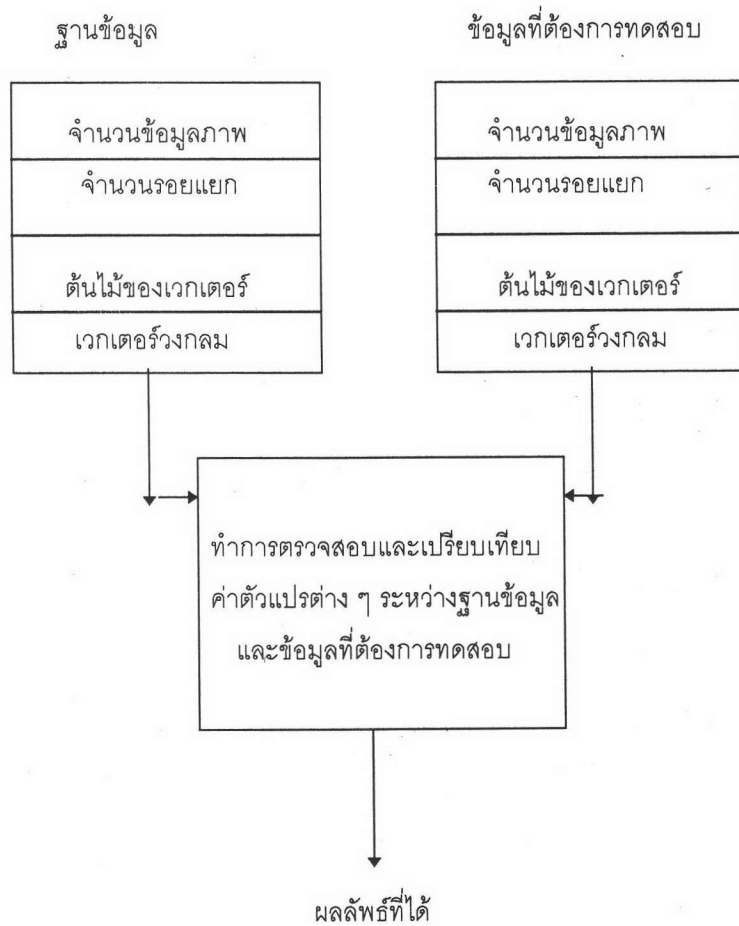 ฐานข้อมูล
ข้อมูลที่ต้องการทดสอบ
จำนวนข้อมูลภาพ
จำนวนรอยแยก
ต้นไม้ของเวกเตอร์
เวกเตอร์วงกลม
จำนวนข้อมูลภาพ
จำนวนรอยแยก
ต้นไม้ของเวกเตอร์
เวกเตอร์วงกลม
ทำการตรวจสอบและเปรียบเทียบ
ค่าตัวแปรต่าง ๆ ระหว่างฐานข้อมูล
และข้อมูลที่ต้องการทดสอบ
ผลลัพธ์ที่ได้